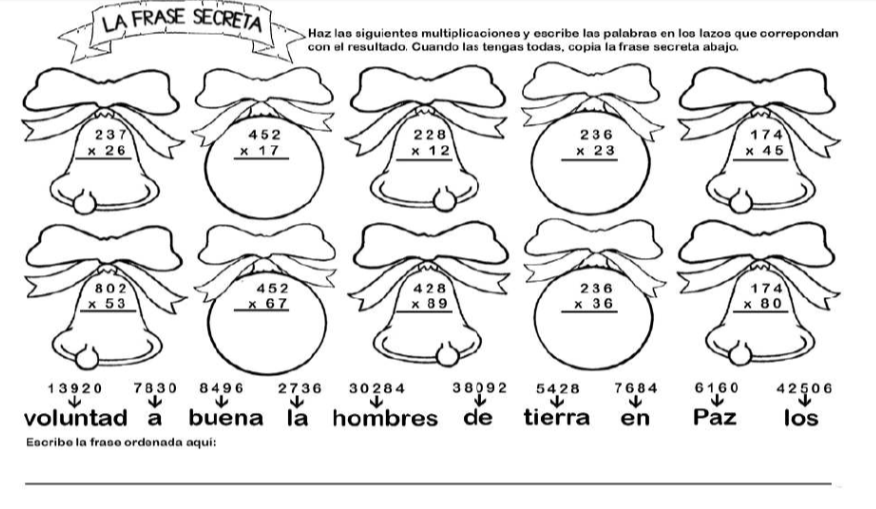 LA FRASE SECRETA
Haz las siguientes multiplicaciones y escribe las palabras en los lazos que correpondan
con el resultado. Cuando las tengas todas, copia la frase secreta abajo.
237 452 228 236 174
x 26 x 17 x 12 x 23 x 45
802 452 428 236 174
x 53 x 67 x 89 x 36 x 80
13920 7830 8496 2736 30284 38092 5428 7684 6160 42506
voluntad a buena la hombres de tierra en Paz los
Escribe la frase ordenada aqui: